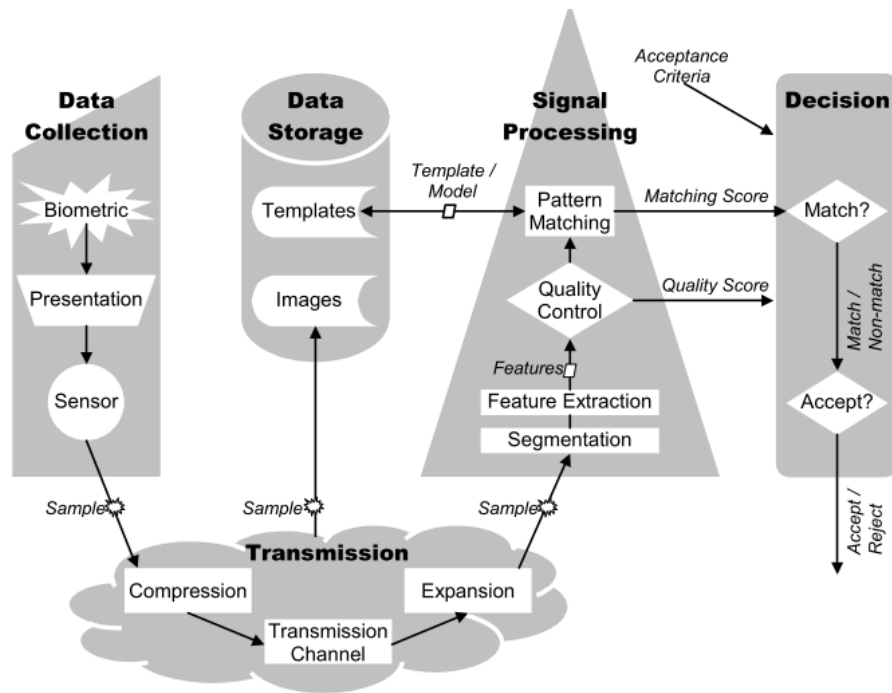 Data
Collection
Biometric
Presentation
Sensor
Sample
Data
Storage
Templates
Images
Sample
Template /
Model
Signal
Processing
Pattern
Matching
Quality
Control
Features
Feature Extraction
Segmentation
Sample
Matching Score
Quality Score
Acceptance
Criteria
Decision
Match?
Match /
Non-match
Accept?
Accept /
Reject
Transmission
Compression
Transmission
Channel
Expansion